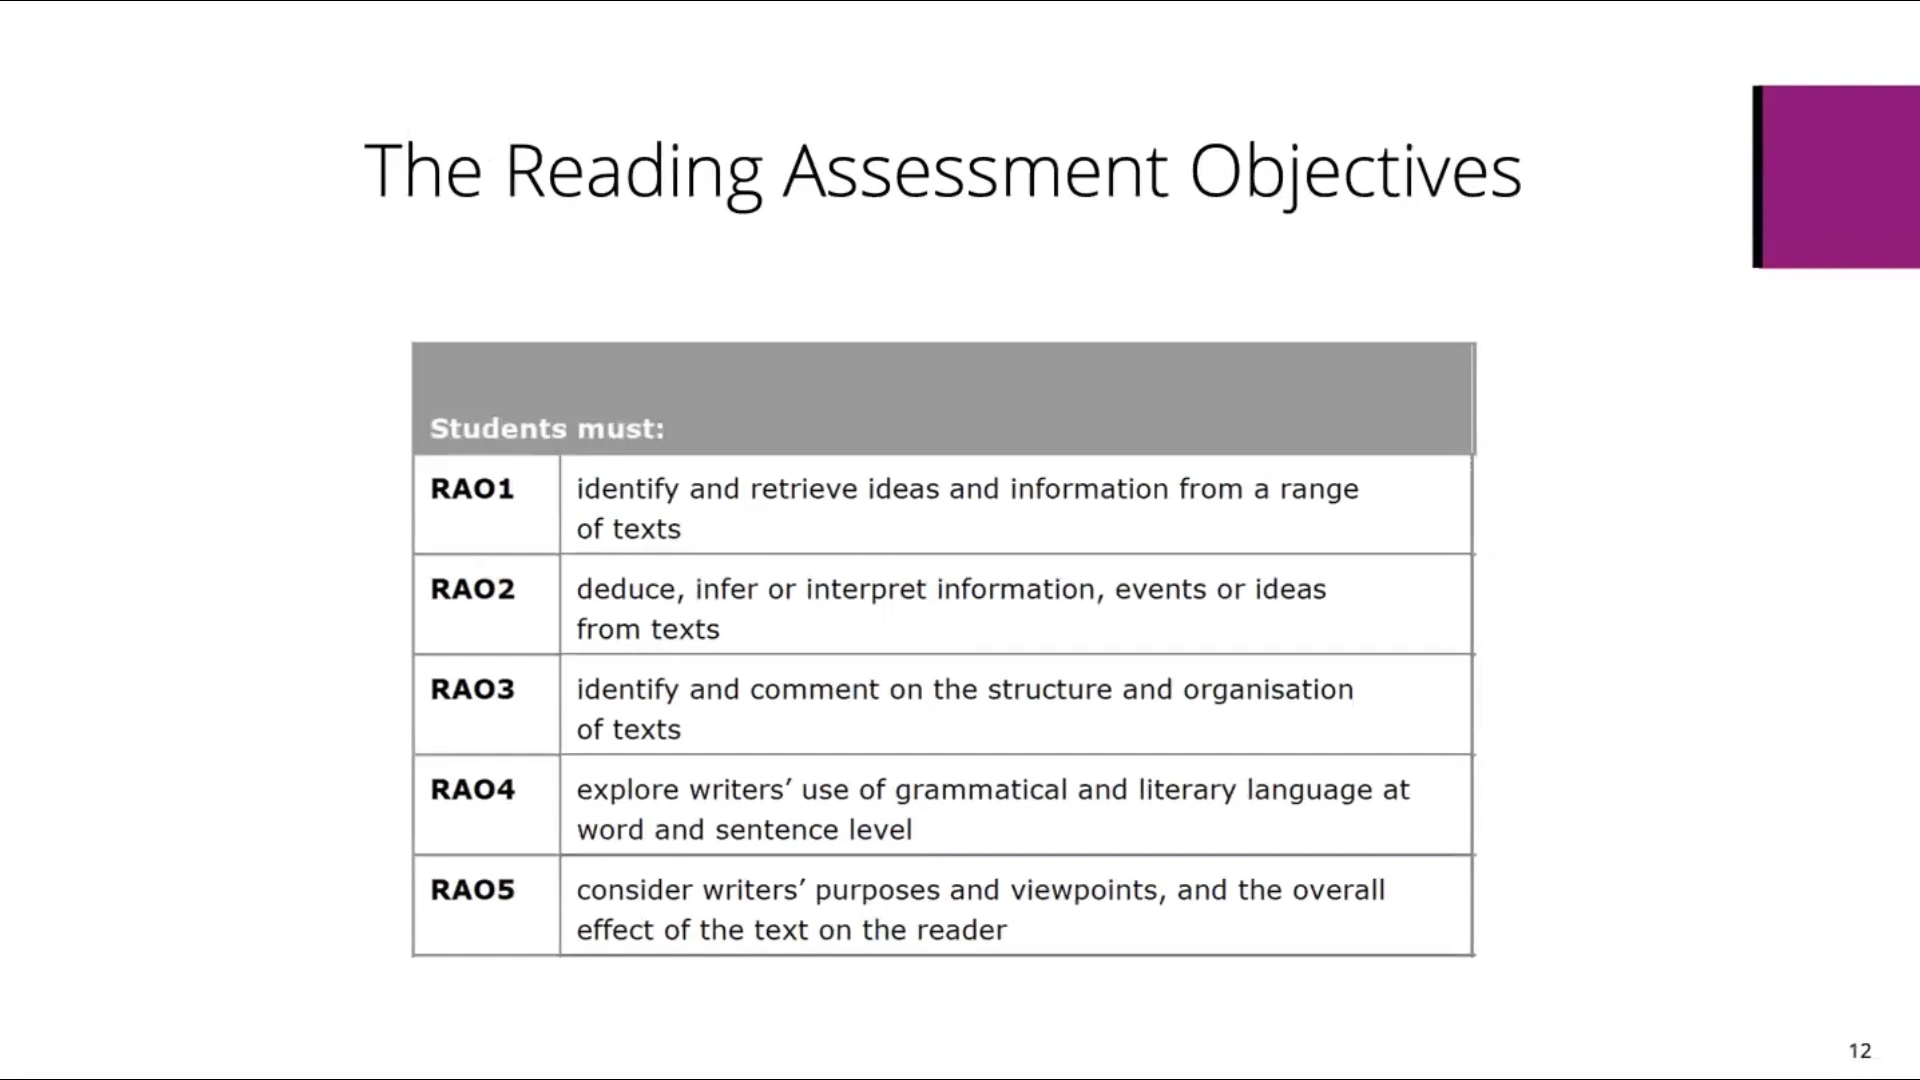 The Reading Assessment Objectives
Students must:
RAO1
identify and retrieve ideas and information from a range
of texts
RAO2
deduce, infer or interpret information, events or ideas
from texts
RAO3
identify and comment on the structure and organisation
of texts
RAO4
explore writers’ use of grammatical and literary language at
word and sentence level
RAO5
consider writers’ purposes and viewpoints, and the overall
effect of the text on the reader
12